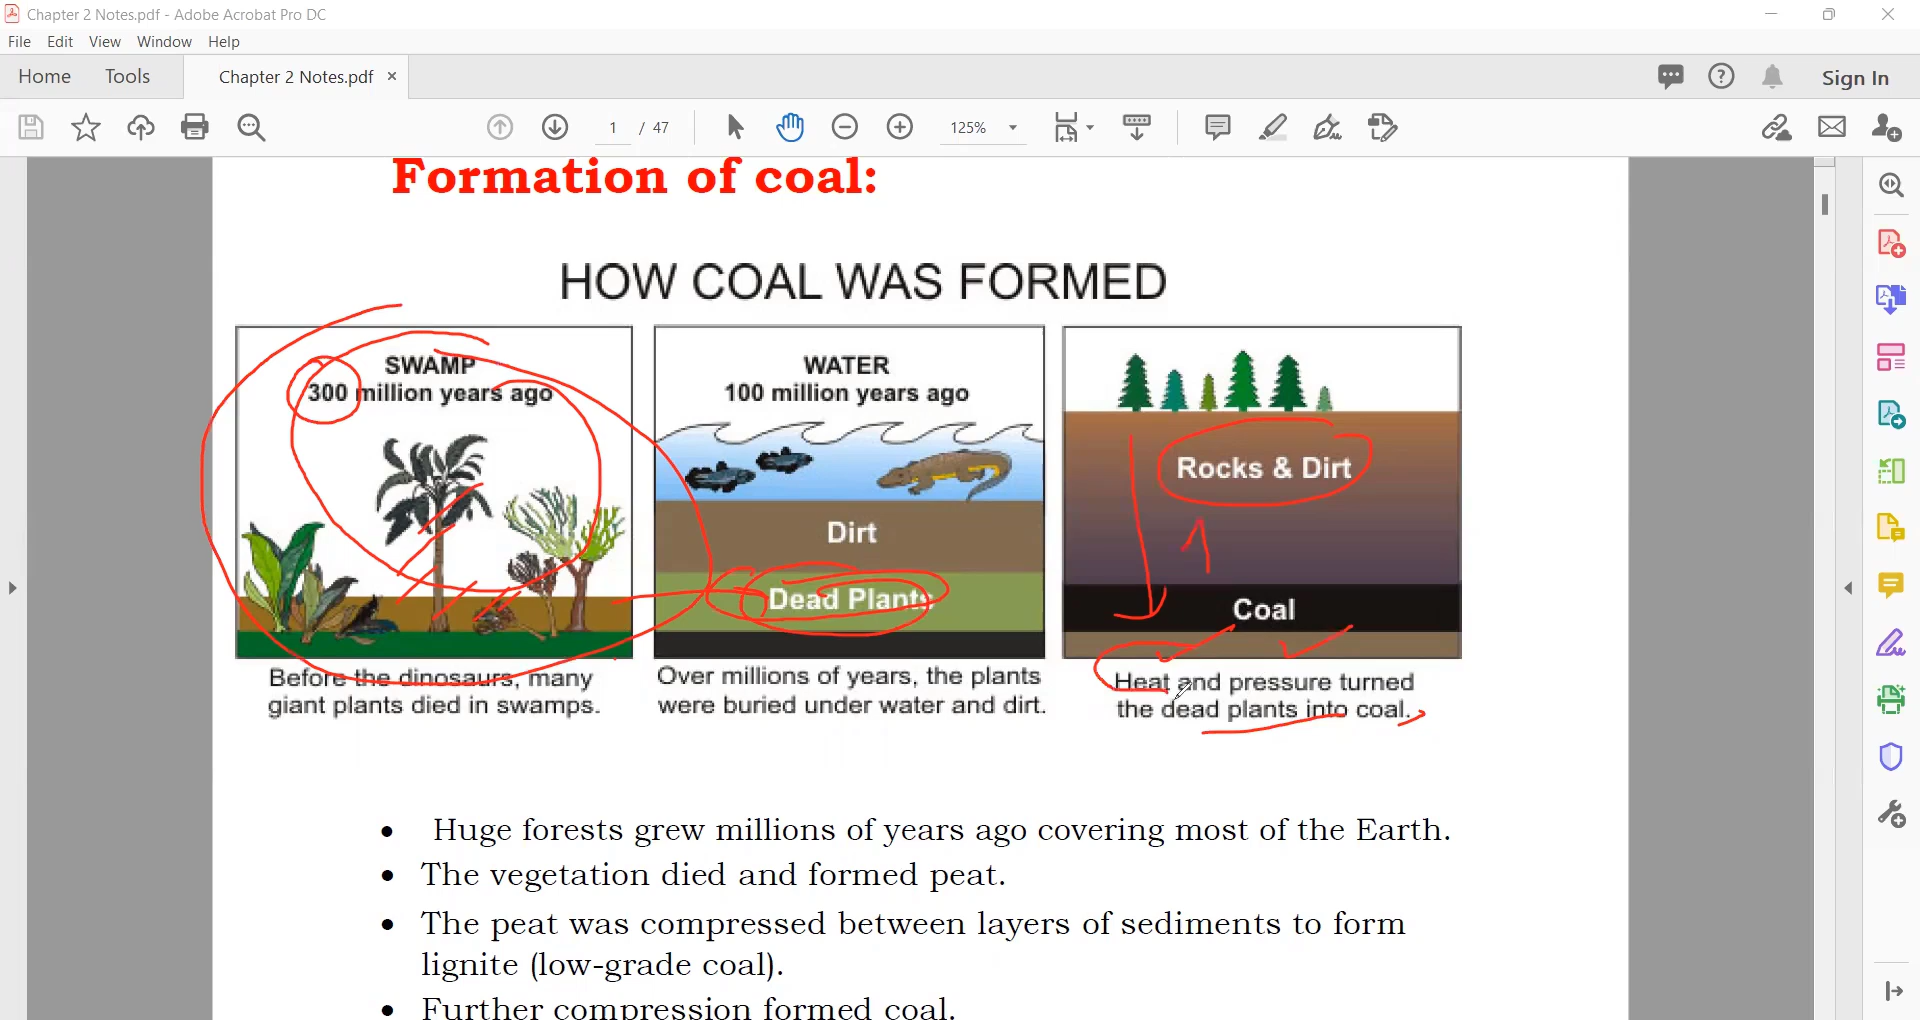 Chapter 2 Notes.pdf - Adobe Acrobat Pro DC
File Edit View Window Help
Home Tools Chapter 2 Notes.pdf × Sign In
1 / 47 125%
Formation of coal:
HOW COAL WAS FORMED
SWAMP
300 million years ago
Before the dinosaurs, many
giant plants died in swamps.
WATER
100 million years ago
Dirt
Dead Plants
Over millions of years, the plants
were buried under water and dirt.
Rocks & Dirt
Coal
Heat and pressure turned
the dead plants into coal.
• Huge forests grew millions of years ago covering most of the Earth.
• The vegetation died and formed peat.
• The peat was compressed between layers of sediments to form
lignite (low-grade coal).
• Further compression formed coal.